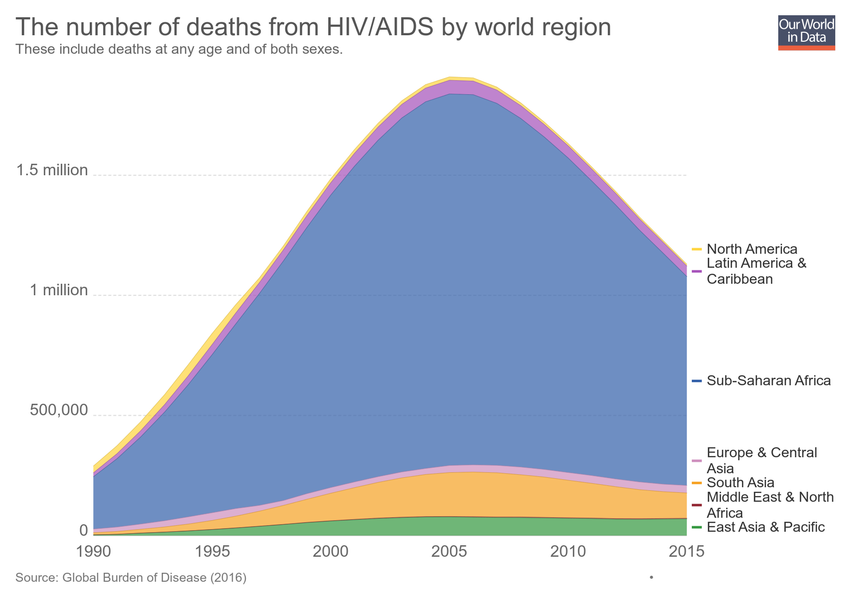 The number of deaths from HIV/AIDS by world region
These include deaths at any age and of both sexes.
Our World
in Data
1.5 million
1 million
500,000
0
1990
1995
2000
2005
2010
2015
North America
Latin America &
Caribbean
Sub-Saharan Africa
Europe & Central
Asia
South Asia
Middle East & North
Africa
East Asia & Pacific
Source: Global Burden of Disease (2016)